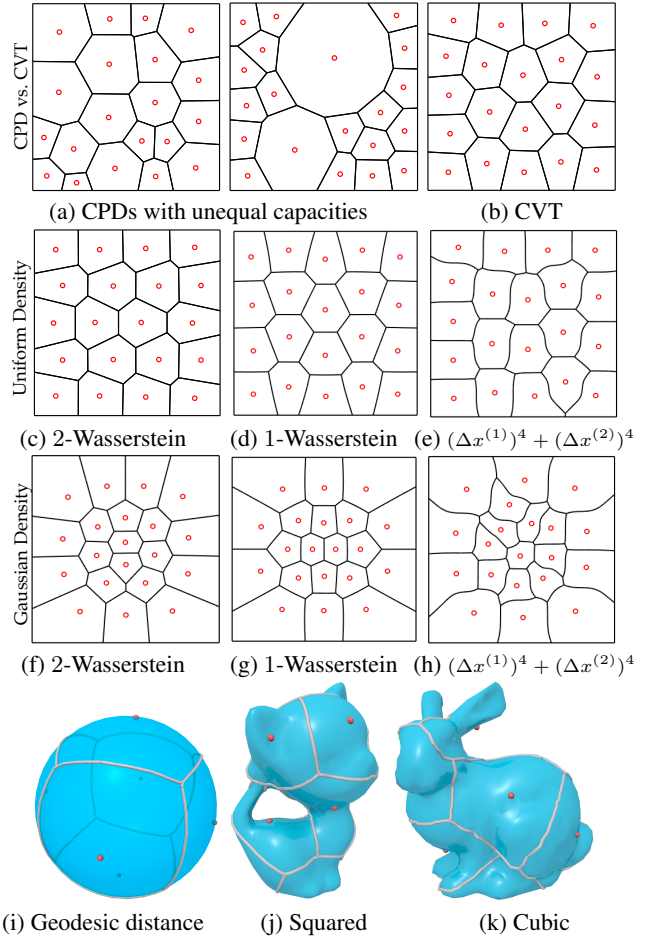 CPD vs. CVT
(a) CPDs with unequal capacities
(b) CVT
Uniform Density
(c) 2-Wasserstein
(d) 1-Wasserstein
(e) (Δx⁽¹⁾)⁴ + (Δx⁽²⁾)⁴
Gaussian Density
(f) 2-Wasserstein
(g) 1-Wasserstein
(h) (Δx⁽¹⁾)⁴ + (Δx⁽²⁾)⁴
(i) Geodesic distance
(j) Squared
(k) Cubic